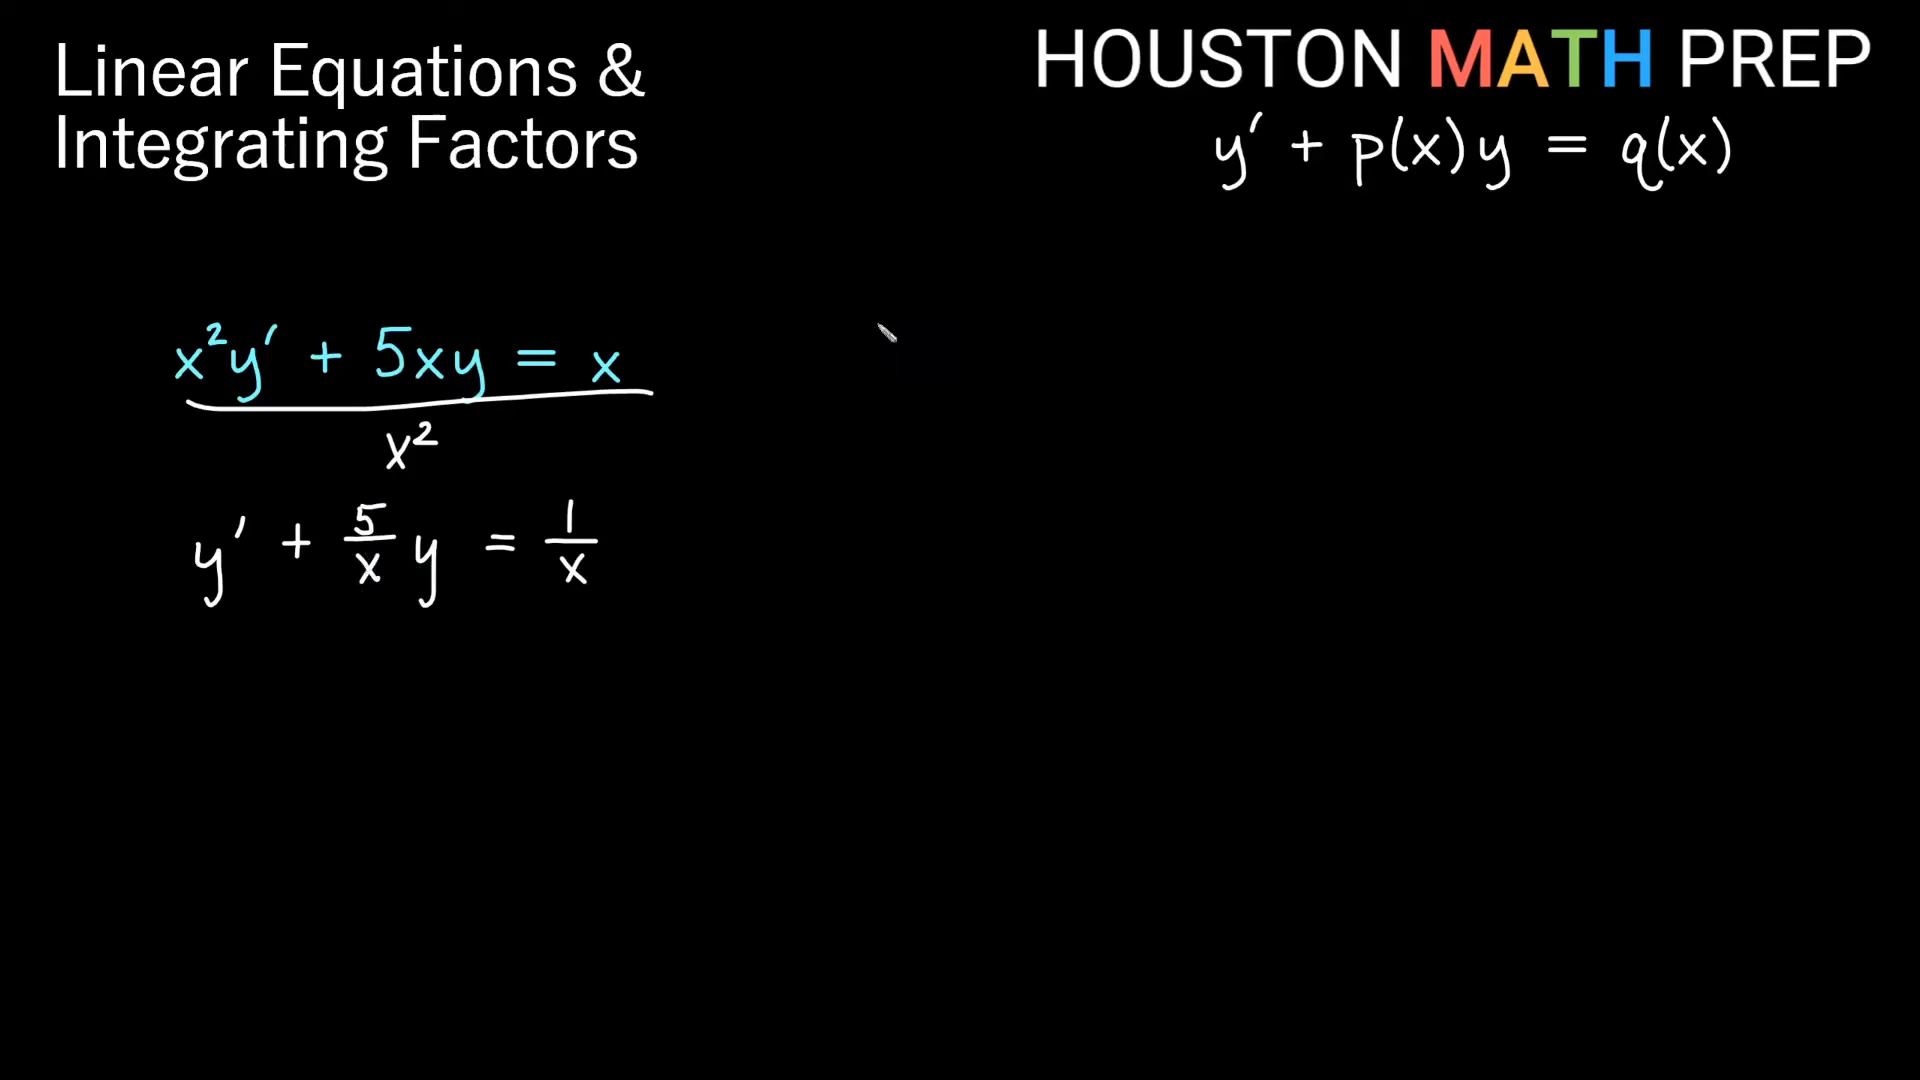 Linear Equations &
Integrating Factors
HOUSTON MATH PREP
y' + p(x)y = q(x)
x²y' + 5xy = x
x²
y' + 5/x y = 1/x